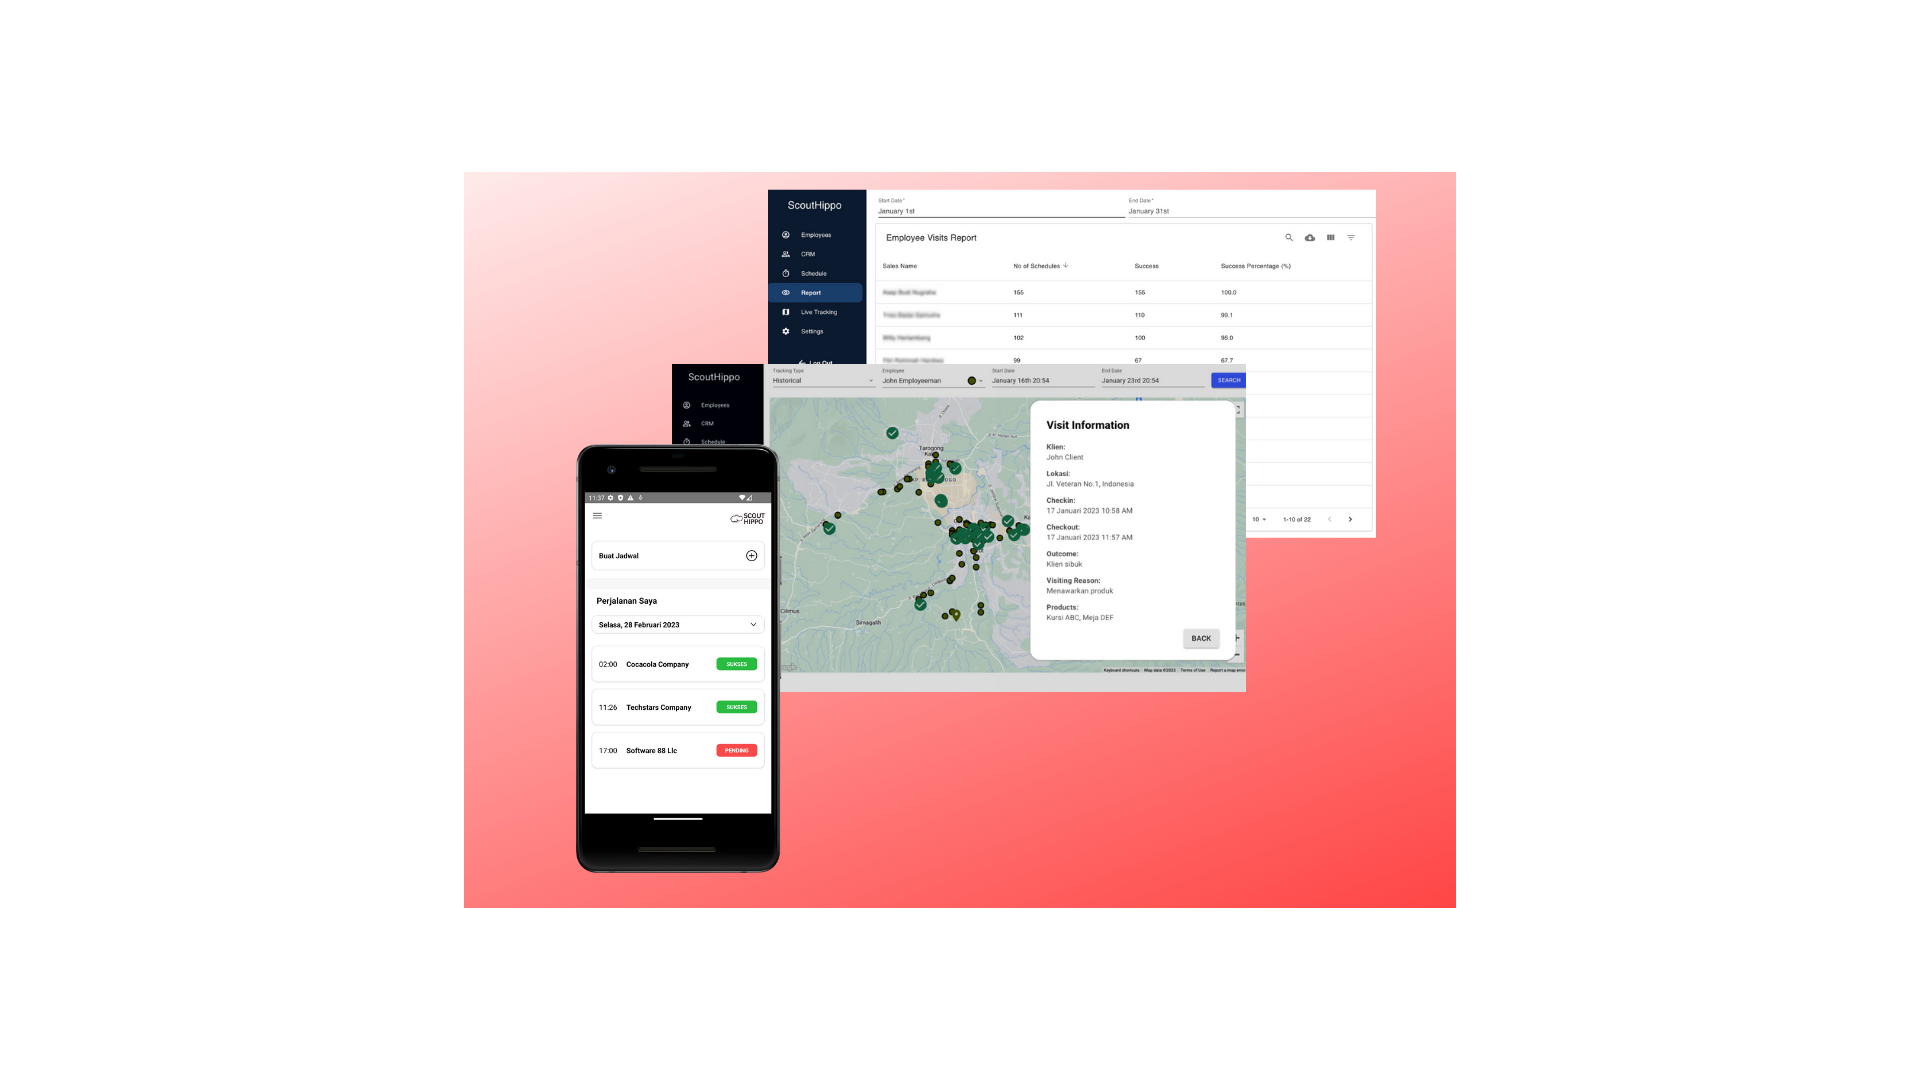 ScoutHippo
Employees
CRM
Schedule
Report
Live Tracking
Settings
Log Out
Start Date*
January 1st
End Date*
January 31st
Employee Visits Report
Sales Name No of Schedules Success Success Percentage (%)
155 155 100.0
111 110 99.1
102 100 98.0
99 67 67.7
10 1-10 of 22
ScoutHippo
Employees
CRM
Schedule
Tracking Type
Historical
Employee
John Employeeman
Start Date
January 16th 20:54
End Date
January 23rd 20:54
SEARCH
Tarogong
Cilimus
Sirnagalih
Keyboard shortcuts Map data ©2023 Terms of Use Report a map error
Visit Information
Klien:
John Client
Lokasi:
Jl. Veteran No.1, Indonesia
Checkin:
17 Januari 2023 10:58 AM
Checkout:
17 Januari 2023 11:57 AM
Outcome:
Klien sibuk
Visiting Reason:
Menawarkan produk
Products:
Kursi ABC, Meja DEF
BACK
11:37
SCOUT
HIPPO
Buat Jadwal
Perjalanan Saya
Selasa, 28 Februari 2023
02:00 Cocacola Company SUKSES
11:26 Techstars Company SUKSES
17:00 Software 88 Llc PENDING